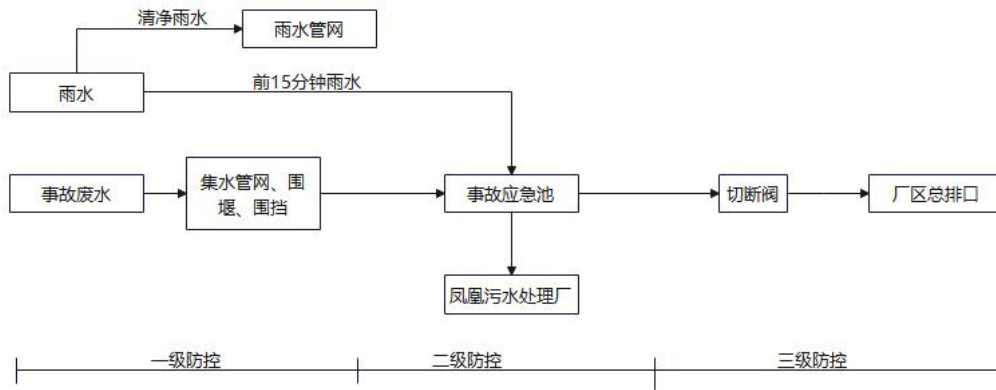 清净雨水
雨水管网
雨水
前15分钟雨水
事故废水
集水管网、围
堰、围挡
事故应急池
切断阀
厂区总排口
凤凰污水处理厂
一级防控
二级防控
三级防控